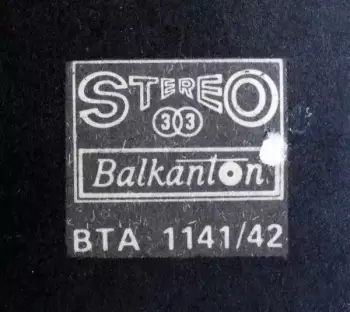 STEREO
33
Balkanton
BTA 1141/42